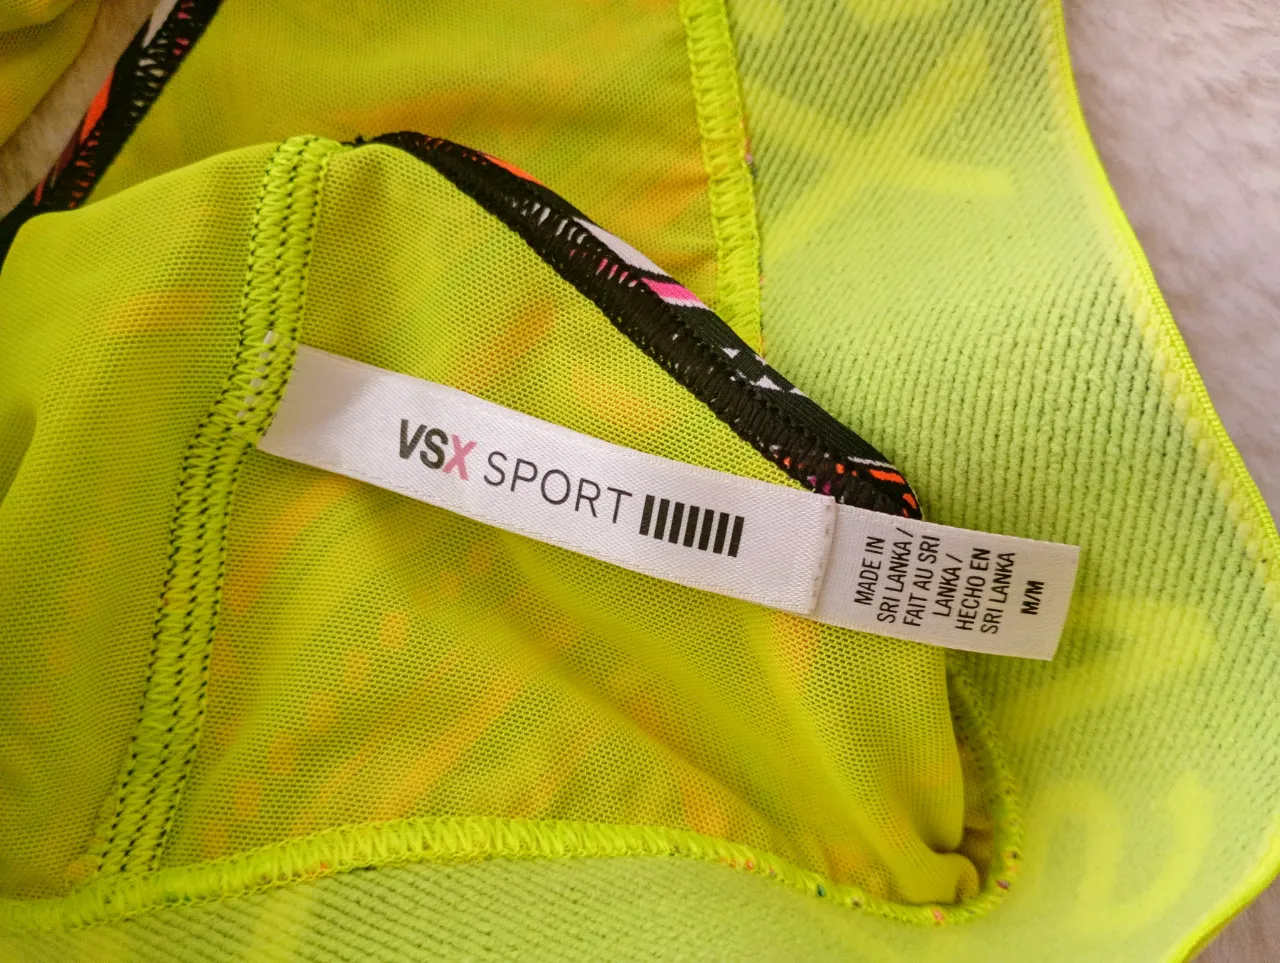 VSX SPORT
MADE IN
SRI LANKA /
FAIT AU SRI
LANKA /
HECHO EN
SRI LANKA
M/M